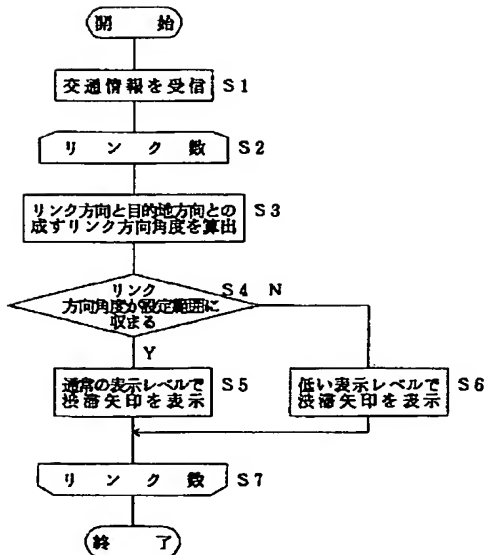 開 始
交通情報を受信 S1
リ ン ク 数 S2
リンク方向と目的地方向との S3
成すリンク方向角度を算出
リンク S4 N
方向角度が設定範囲に
収まる
Y
通常の表示レベルで S5
渋滞矢印を表示
低い表示レベルで S6
渋滞矢印を表示
リ ン ク 数 S7
終 了